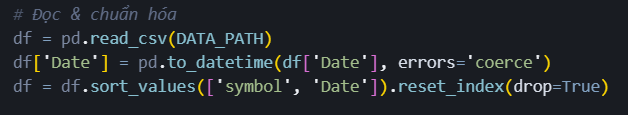 # Đọc & chuẩn hóa
df = pd.read_csv(DATA_PATH)
df['Date'] = pd.to_datetime(df['Date'], errors='coerce')
df = df.sort_values(['symbol', 'Date']).reset_index(drop=True)